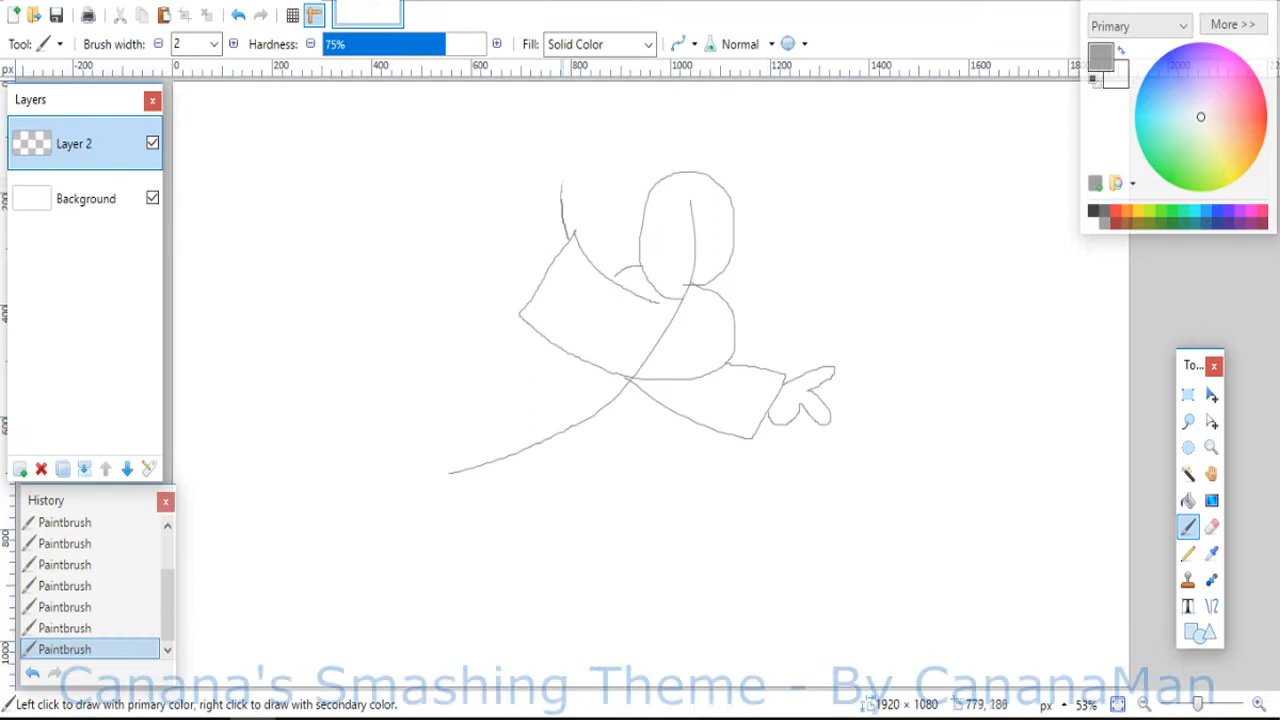 Tool:
Brush width:
2
Hardness:
75%
Fill:
Solid Color
Normal
Primary
More >>
px
-200
0
200
400
600
800
1000
1200
1400
1600
2000
Layers
Layer 2
Background
History
Paintbrush
Paintbrush
Paintbrush
Paintbrush
Paintbrush
Paintbrush
Paintbrush
To...
Canana's Smashing Theme - By CananaMan
Left click to draw with primary color, right click to draw with secondary color.
1920 × 1080
779, 186
px
53%